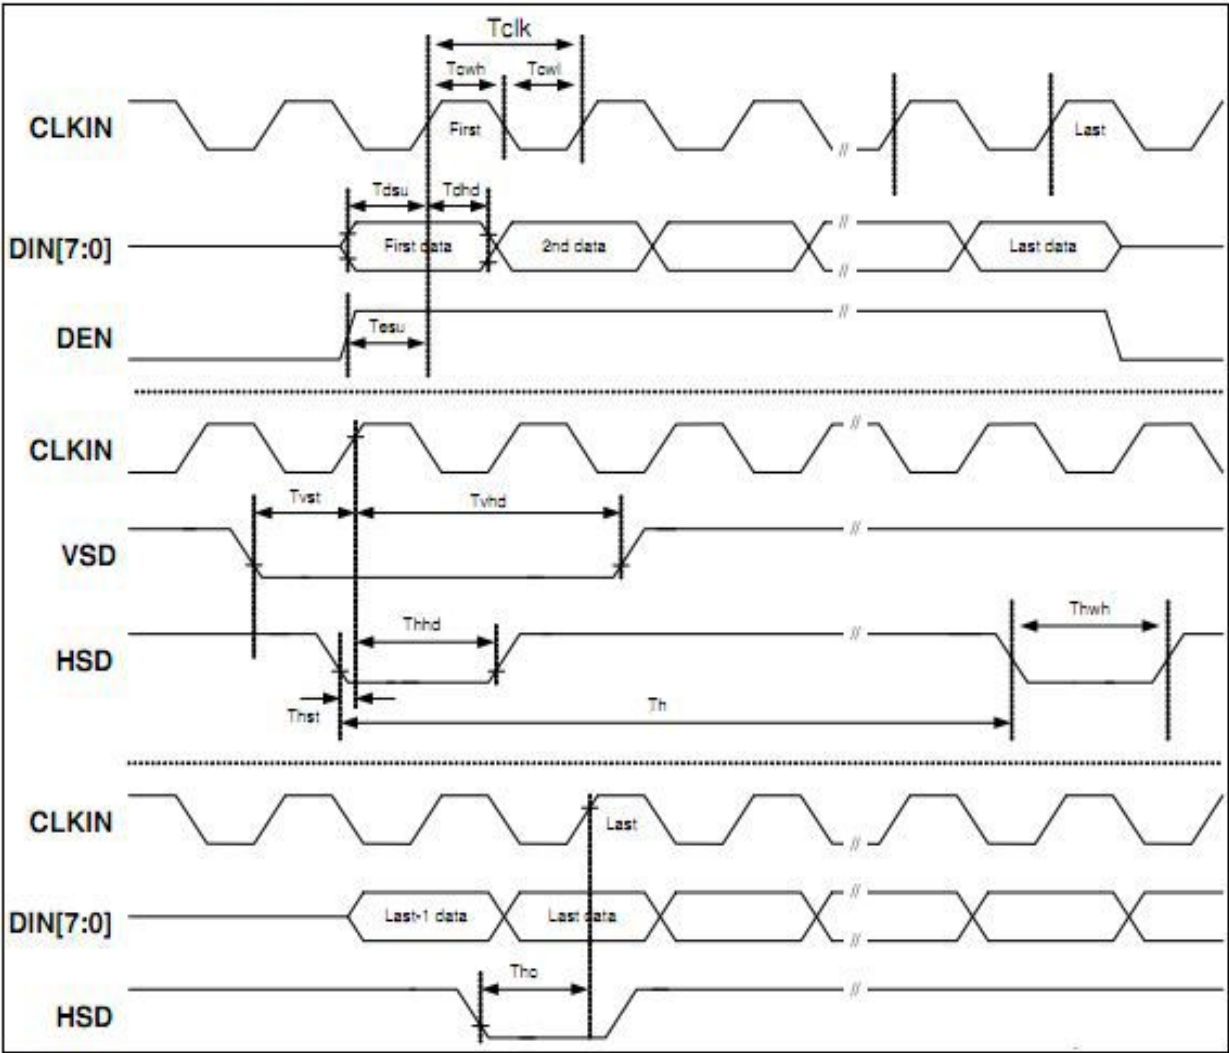 Tclk
Tcwh Tcwl
CLKIN First Last
Tdsu Tdhd
DIN[7:0] First data 2nd data Last data
DEN Tesu
CLKIN
Tvst Tvhd
VSD
Thhd Thwh
HSD
Thst Th
CLKIN Last
DIN[7:0] Last-1 data Last data
Tho
HSD